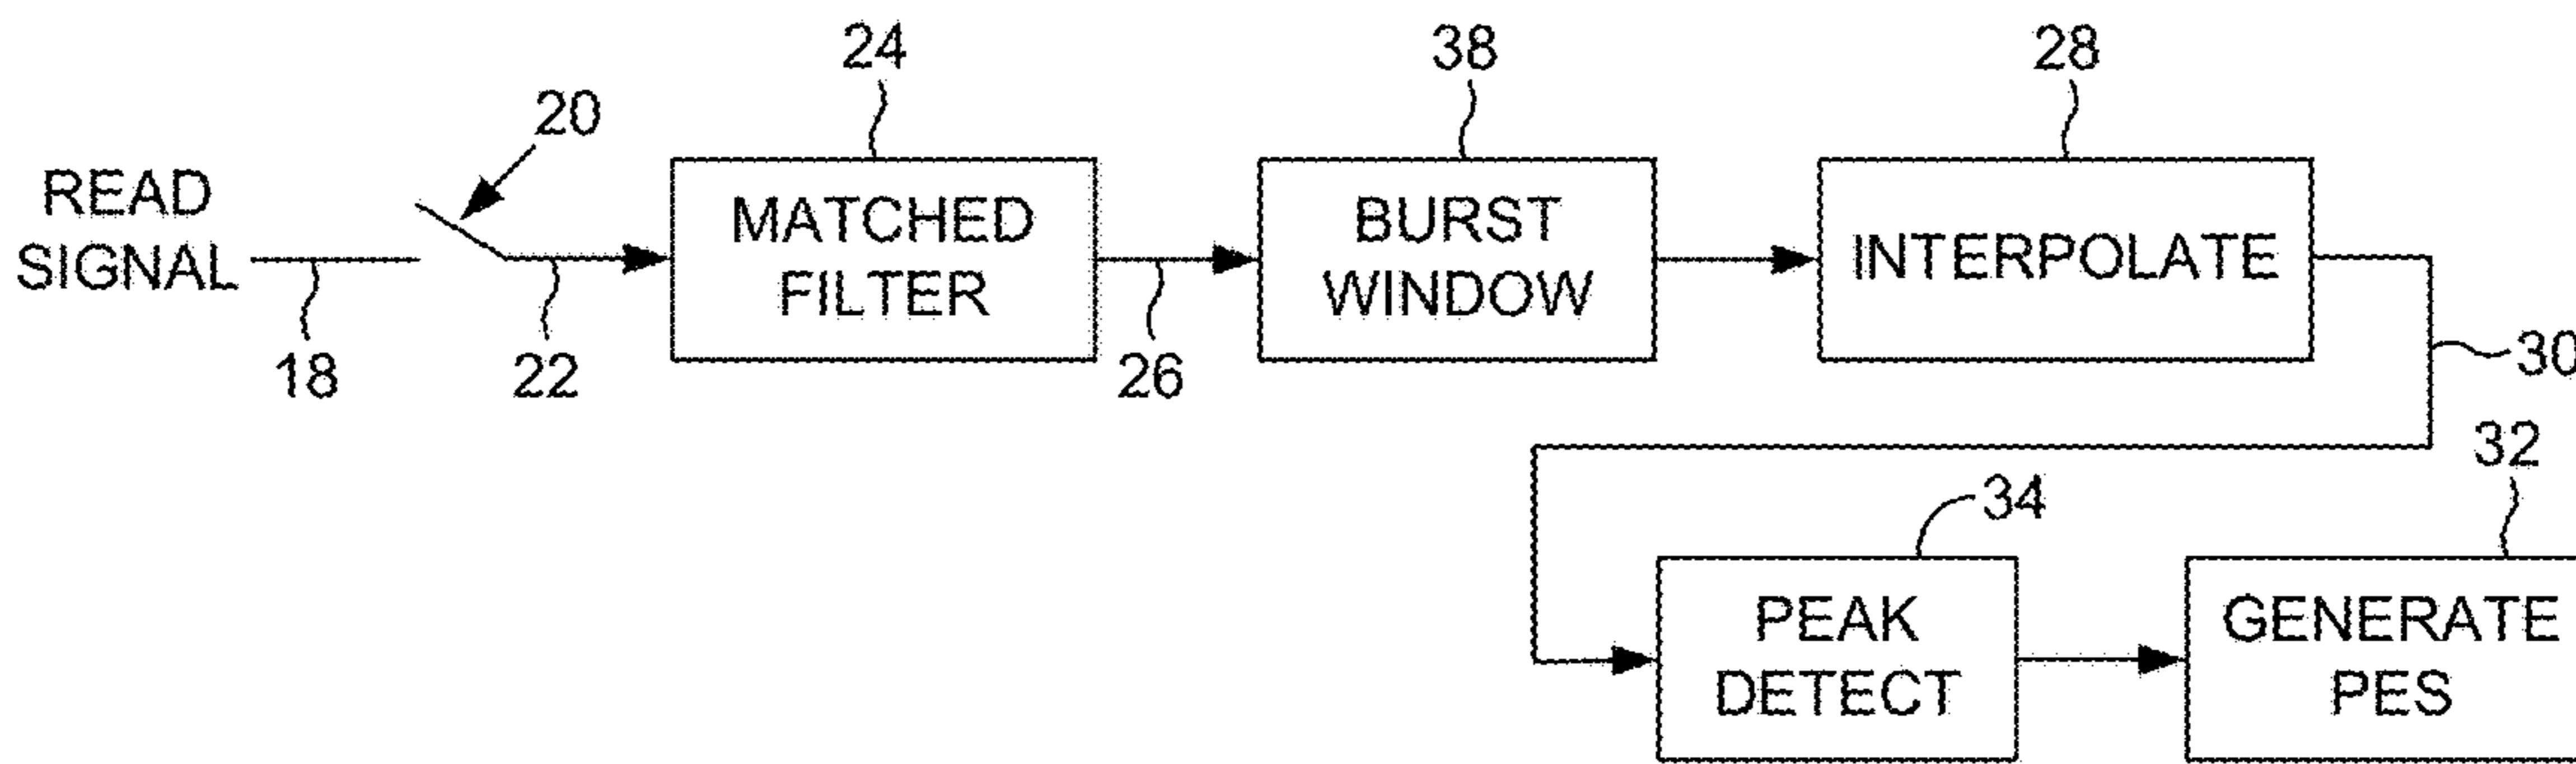 24
38
28
20
READ
SIGNAL
MATCHED
FILTER
BURST
WINDOW
INTERPOLATE
18
22
26
30
32
34
PEAK
DETECT
GENERATE
PES